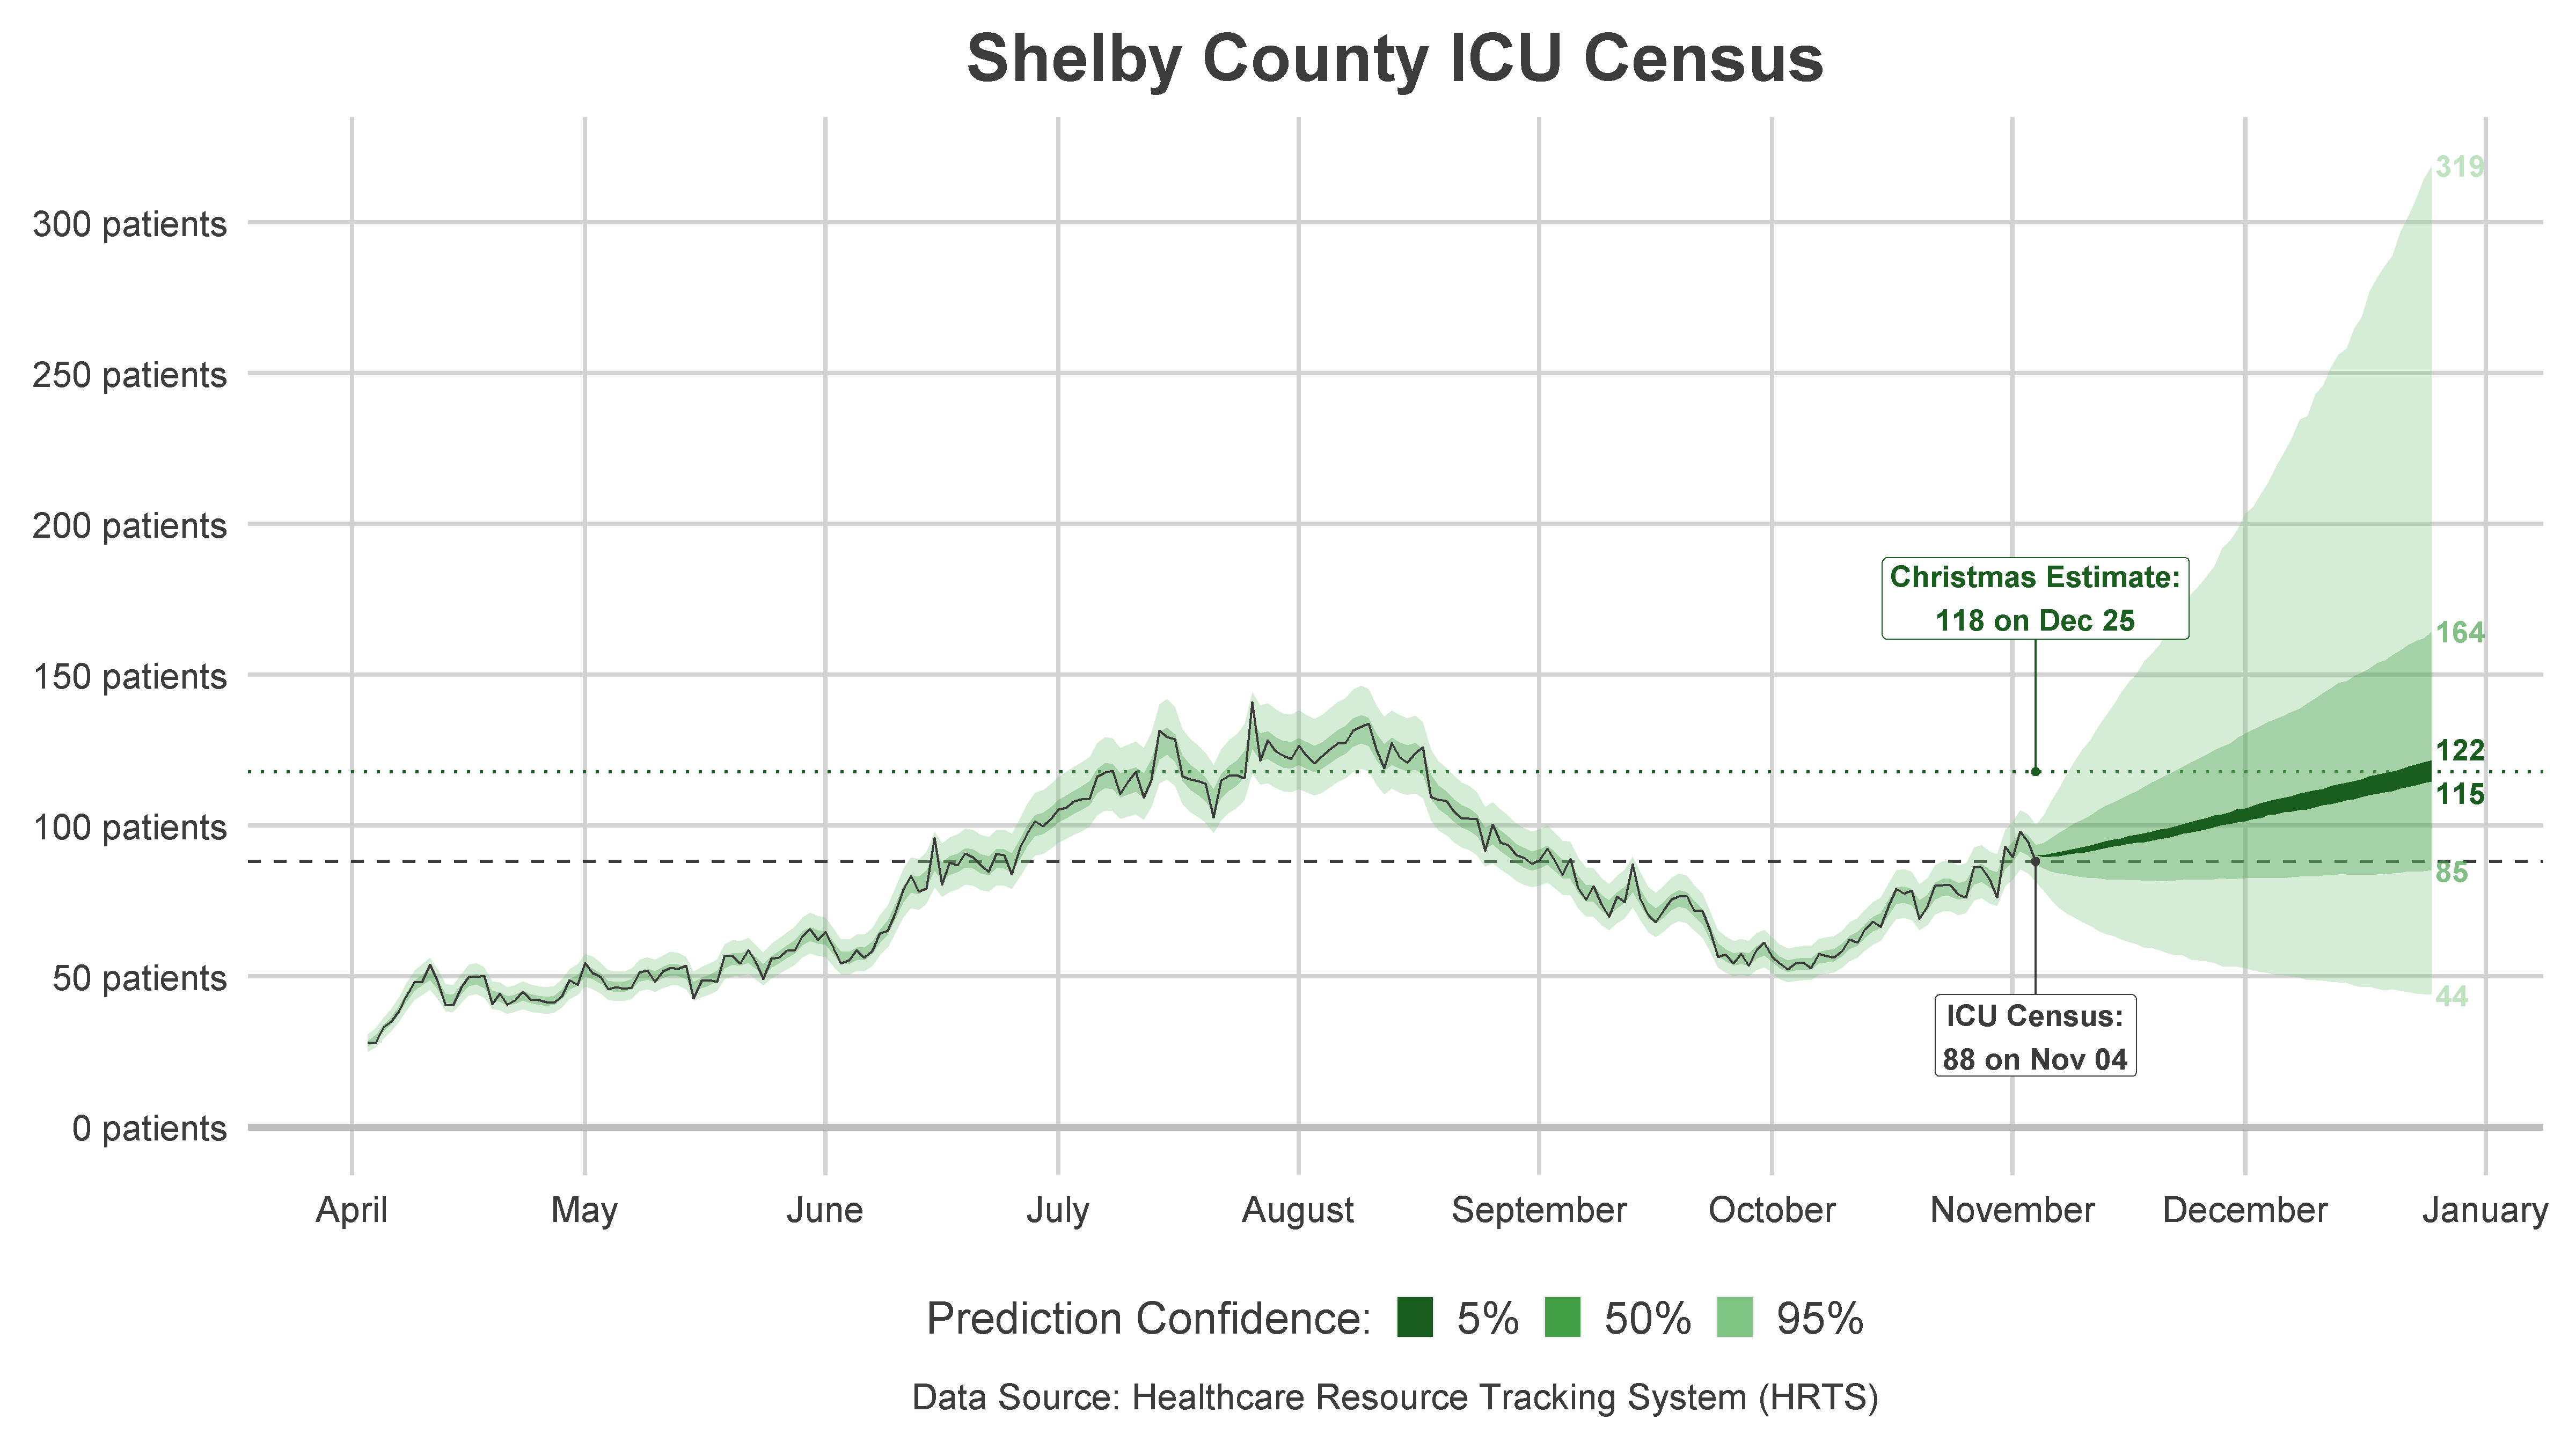 Shelby County ICU Census
319
300 patients
250 patients
200 patients
Christmas Estimate:
118 on Dec 25
164
150 patients
122
115
100 patients
85
50 patients
44
ICU Census:
88 on Nov 04
0 patients
April May June July August September October November December January
Prediction Confidence: 5% 50% 95%
Data Source: Healthcare Resource Tracking System (HRTS)